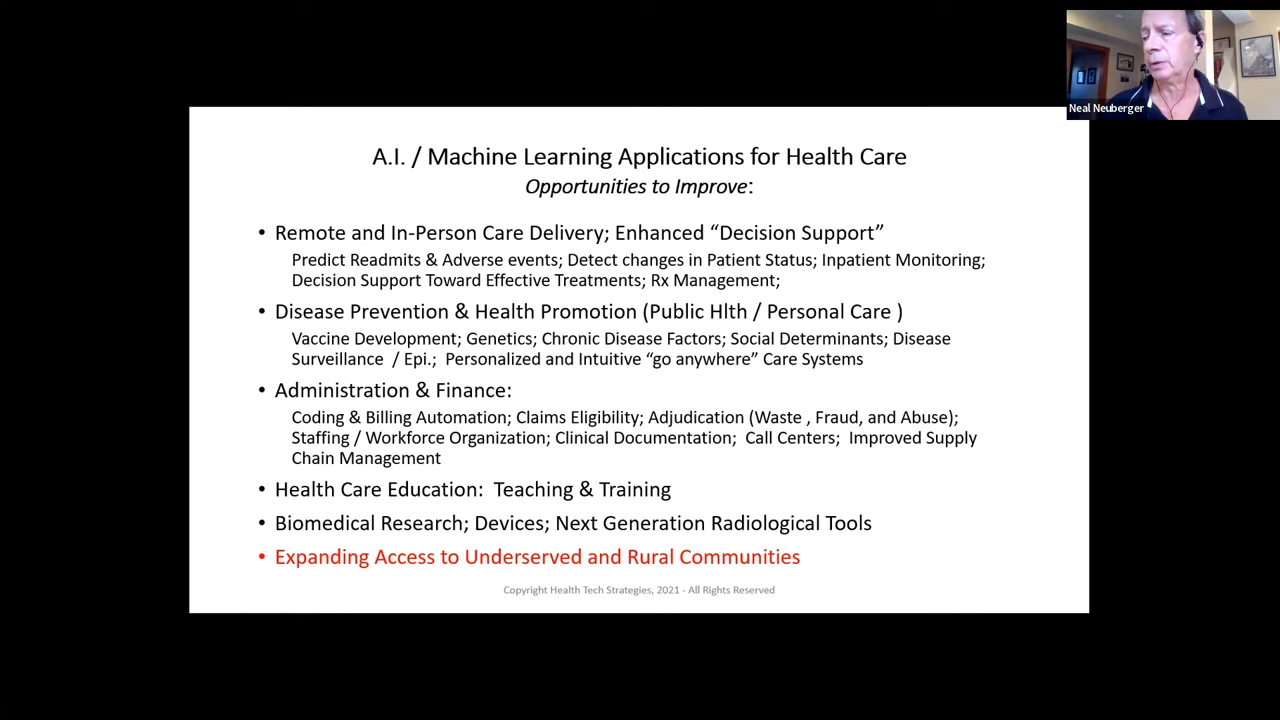 Neal Neuberger
A.I. / Machine Learning Applications for Health Care
Opportunities to Improve:
• Remote and In-Person Care Delivery; Enhanced “Decision Support”
Predict Readmits & Adverse events; Detect changes in Patient Status; Inpatient Monitoring;
Decision Support Toward Effective Treatments; Rx Management;
• Disease Prevention & Health Promotion (Public Hlth / Personal Care )
Vaccine Development; Genetics; Chronic Disease Factors; Social Determinants; Disease
Surveillance / Epi.; Personalized and Intuitive “go anywhere” Care Systems
• Administration & Finance:
Coding & Billing Automation; Claims Eligibility; Adjudication (Waste , Fraud, and Abuse);
Staffing / Workforce Organization; Clinical Documentation; Call Centers; Improved Supply
Chain Management
• Health Care Education: Teaching & Training
• Biomedical Research; Devices; Next Generation Radiological Tools
• Expanding Access to Underserved and Rural Communities
Copyright Health Tech Strategies, 2021 - All Rights Reserved